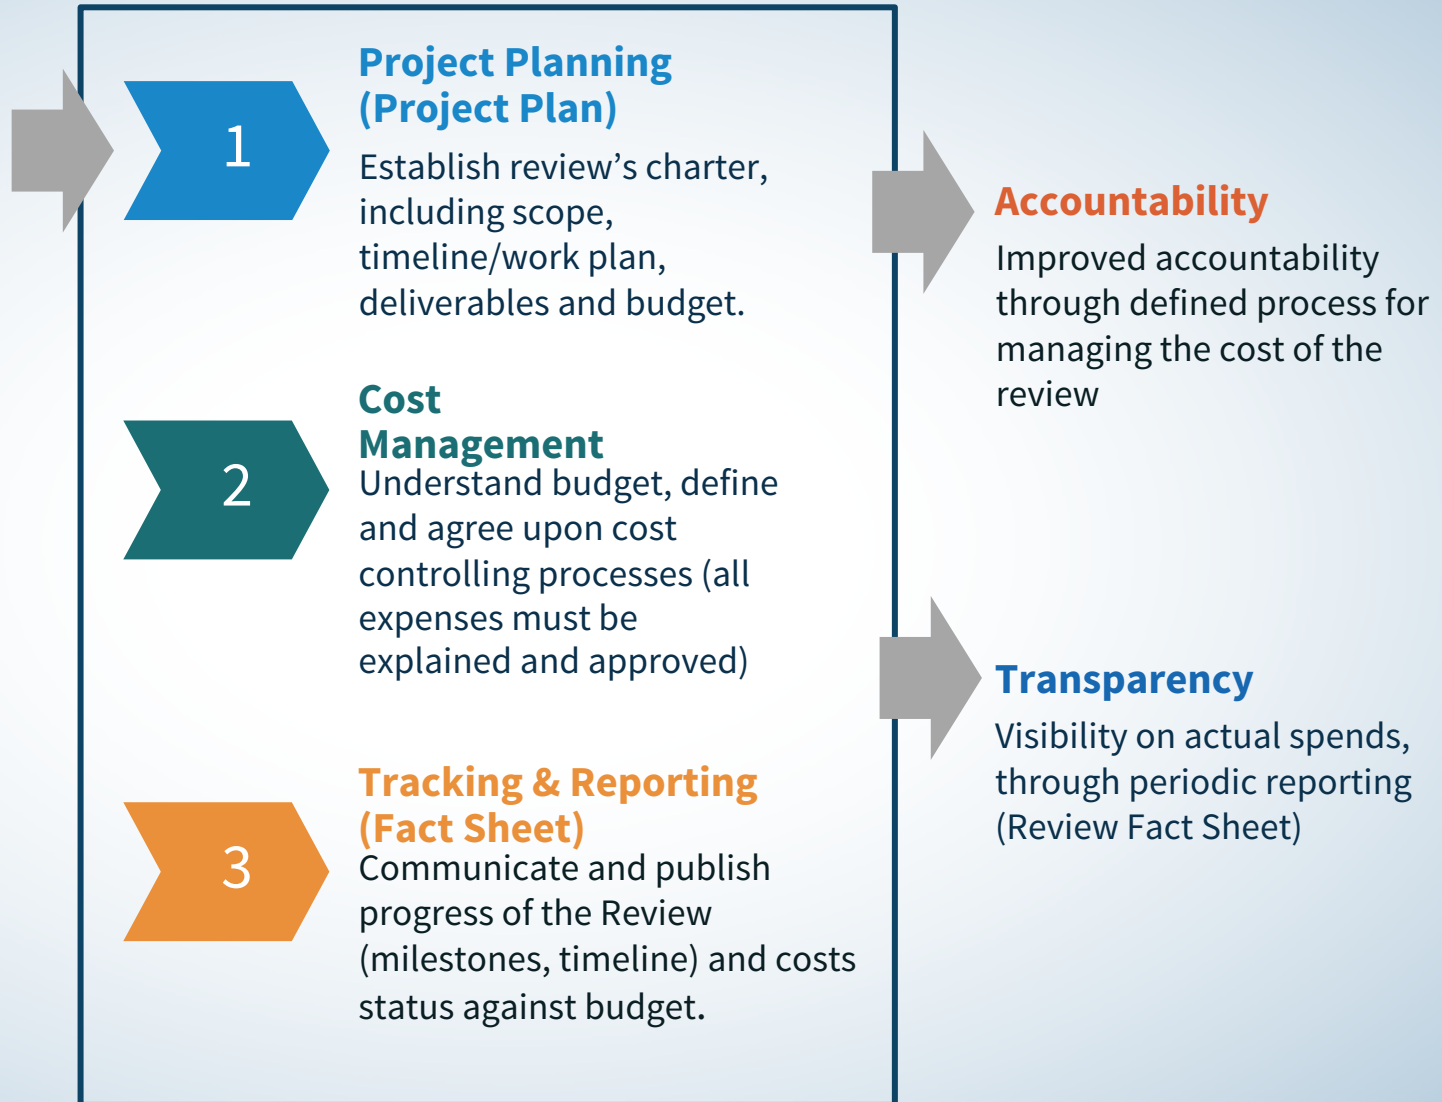 1
Project Planning
(Project Plan)
Establish review’s charter,
including scope,
timeline/work plan,
deliverables and budget.
2
Cost
Management
Understand budget, define
and agree upon cost
controlling processes (all
expenses must be
explained and approved)
3
Tracking & Reporting
(Fact Sheet)
Communicate and publish
progress of the Review
(milestones, timeline) and costs
status against budget.
Accountability
Improved accountability
through defined process for
managing the cost of the
review
Transparency
Visibility on actual spends,
through periodic reporting
(Review Fact Sheet)